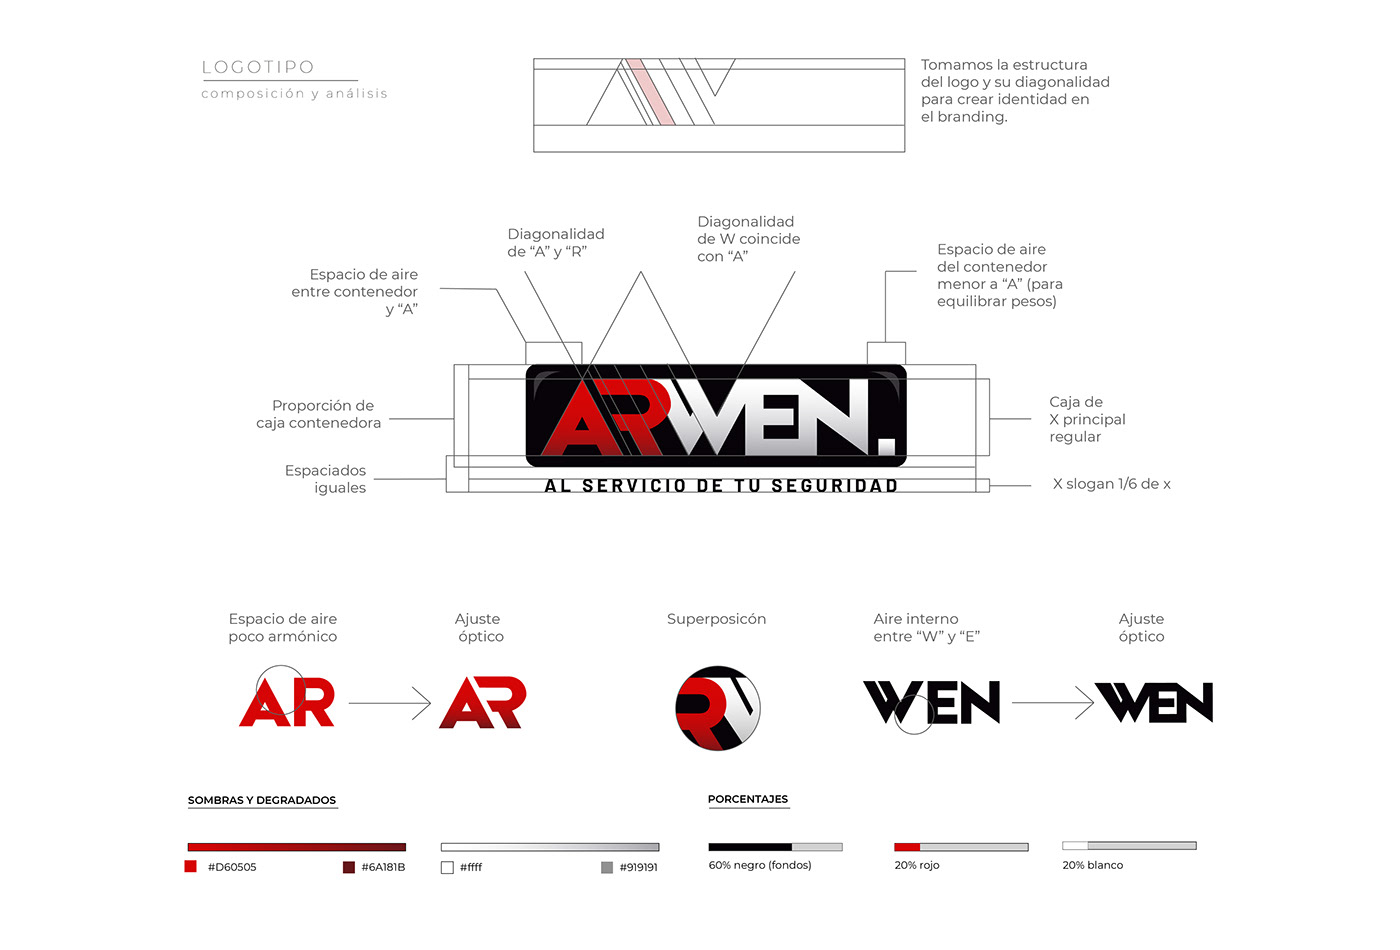 LOGOTIPO
composición y análisis
Tomamos la estructura
del logo y su diagonalidad
para crear identidad en
el branding.
Diagonalidad
de “A” y “R”
Diagonalidad
de W coincide
con “A”
Espacio de aire
entre contenedor
y “A”
Espacio de aire
del contenedor
menor a “A” (para
equilibrar pesos)
Proporción de
caja contenedora
Espaciados
iguales
ARWEN.
AL SERVICIO DE TU SEGURIDAD
Caja de
X principal
regular
X slogan 1/6 de x
Espacio de aire
poco armónico
Ajuste
óptico
Superposicón
Aire interno
entre “W” y “E”
Ajuste
óptico
AR
AR
R
WEN
WEN
SOMBRAS Y DEGRADADOS
#D60505
#6A181B
#ffff
#919191
PORCENTAJES
60% negro (fondos)
20% rojo
20% blanco